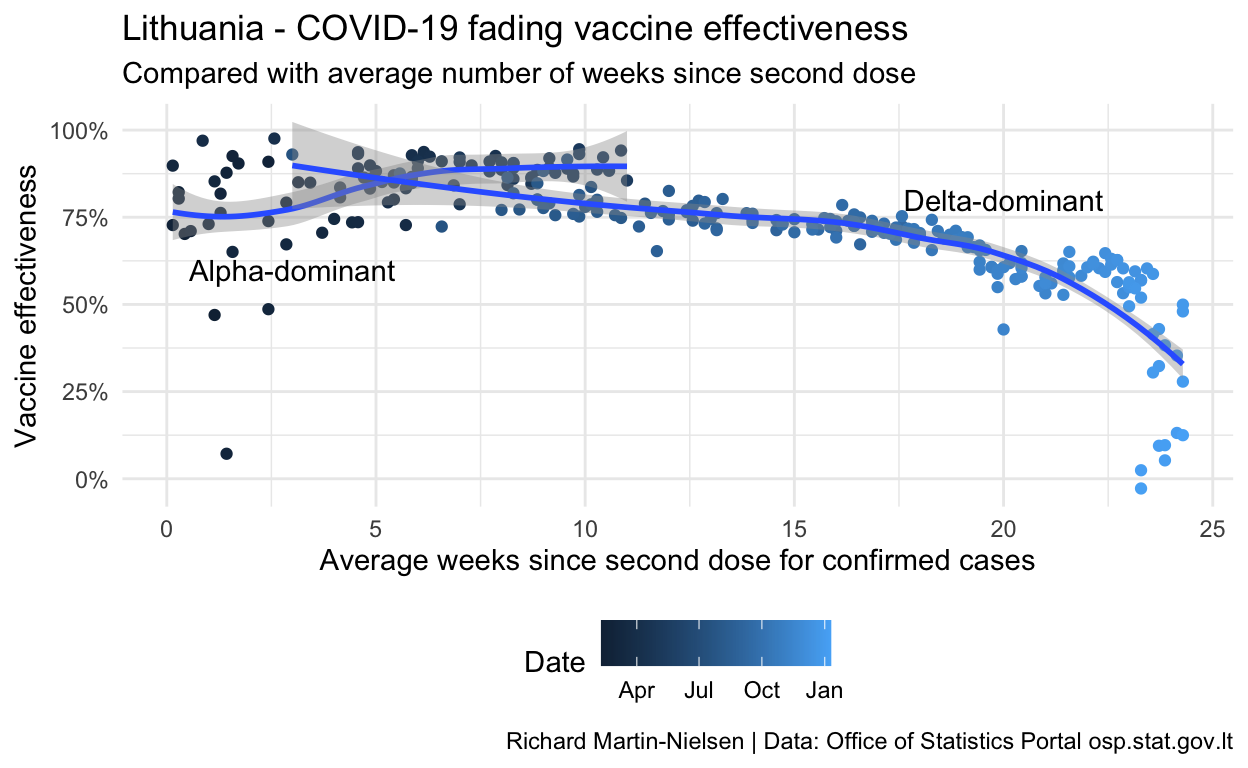 Lithuania - COVID-19 fading vaccine effectiveness
Compared with average number of weeks since second dose
Vaccine effectiveness
100%
75%
50%
25%
0%
Delta-dominant
Alpha-dominant
0 5 10 15 20 25
Average weeks since second dose for confirmed cases
Date
Apr Jul Oct Jan
Richard Martin-Nielsen | Data: Office of Statistics Portal osp.stat.gov.lt